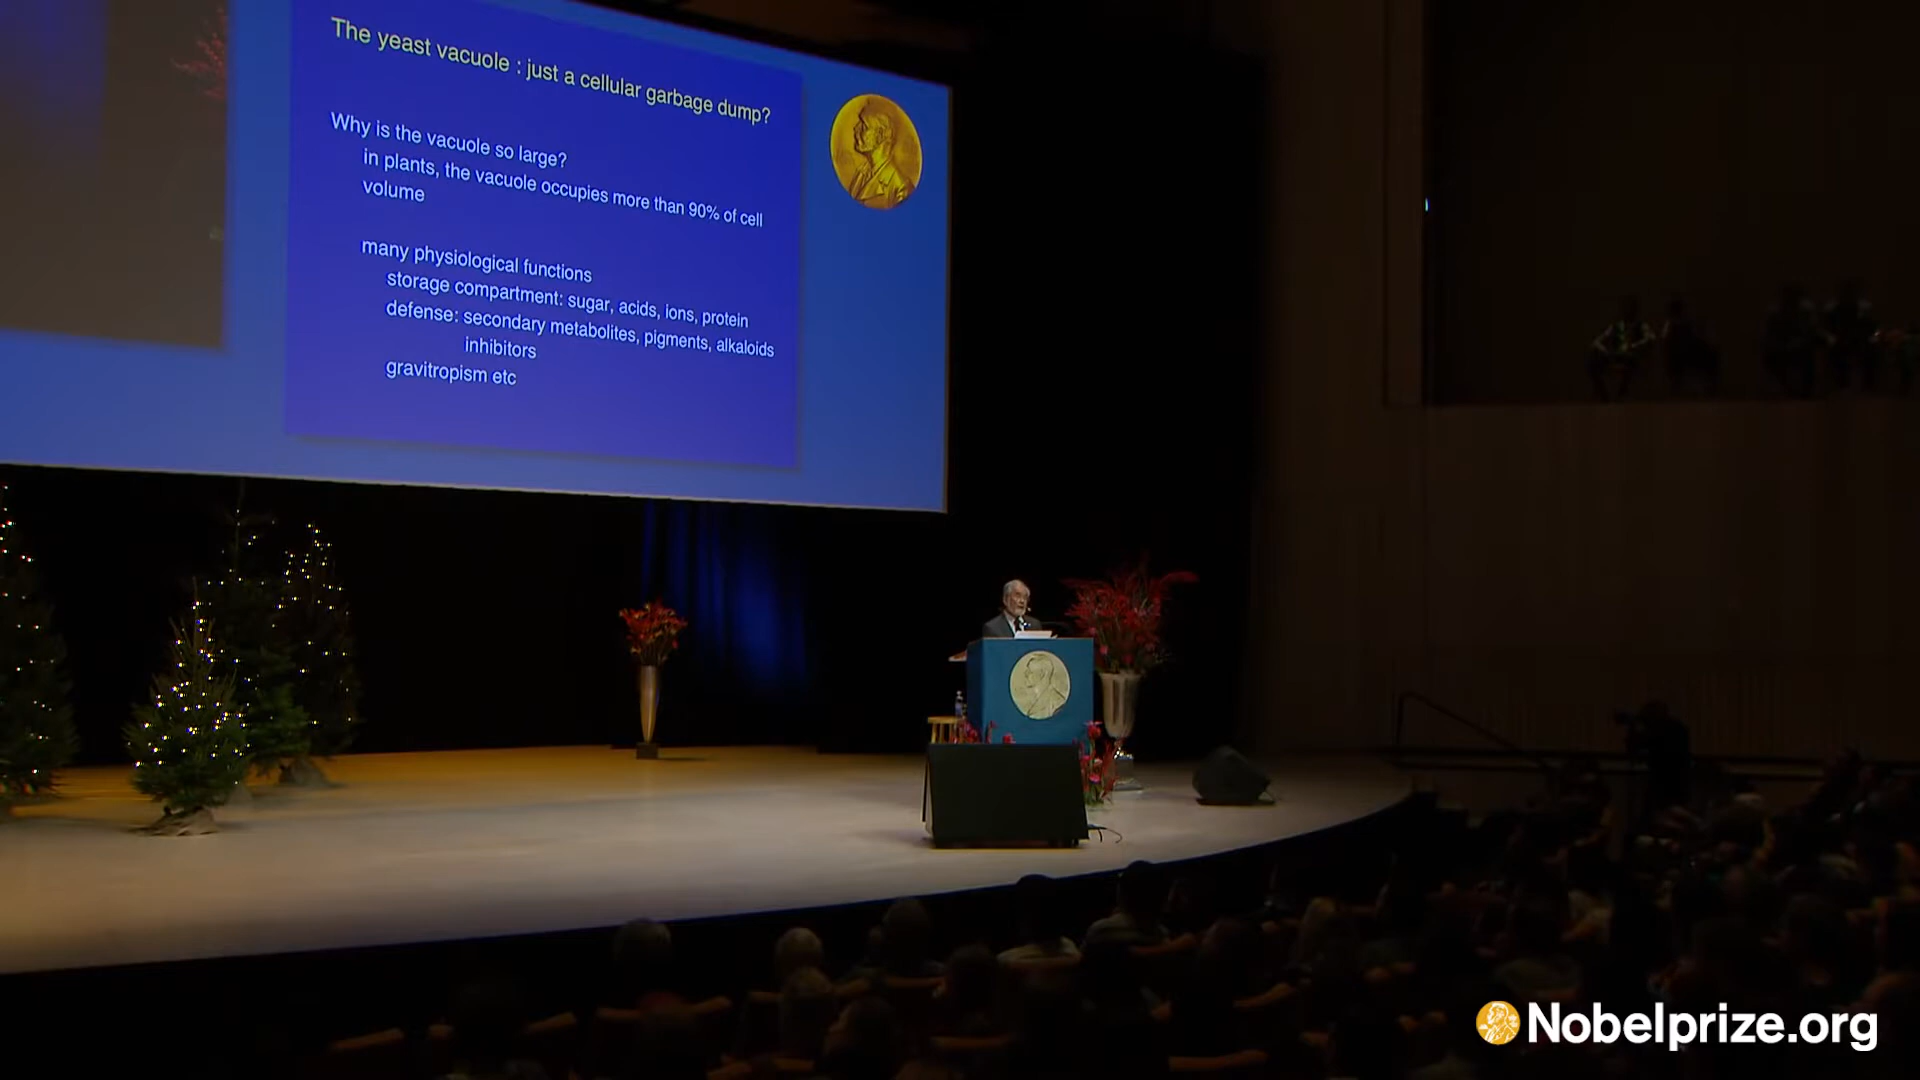 The yeast vacuole : just a cellular garbage dump?
Why is the vacuole so large?
in plants, the vacuole occupies more than 90% of cell
volume
many physiological functions
storage compartment: sugar, acids, ions, protein
defense: secondary metabolites, pigments, alkaloids
inhibitors
gravitropism etc
Nobelprize.org